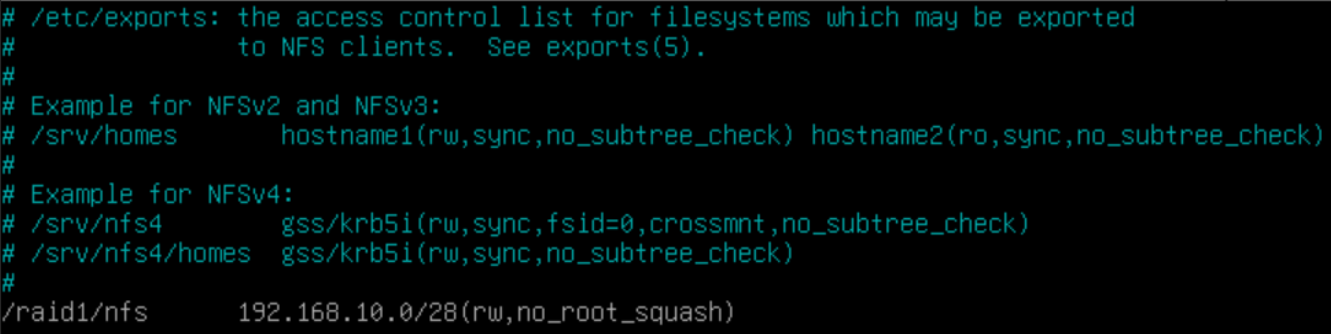 # /etc/exports: the access control list for filesystems which may be exported
#               to NFS clients.  See exports(5).
#
# Example for NFSv2 and NFSv3:
# /srv/homes       hostname1(rw,sync,no_subtree_check) hostname2(ro,sync,no_subtree_check)
#
# Example for NFSv4:
# /srv/nfs4        gss/krb5i(rw,sync,fsid=0,crossmnt,no_subtree_check)
# /srv/nfs4/homes  gss/krb5i(rw,sync,no_subtree_check)
#
/raid1/nfs      192.168.10.0/28(rw,no_root_squash)